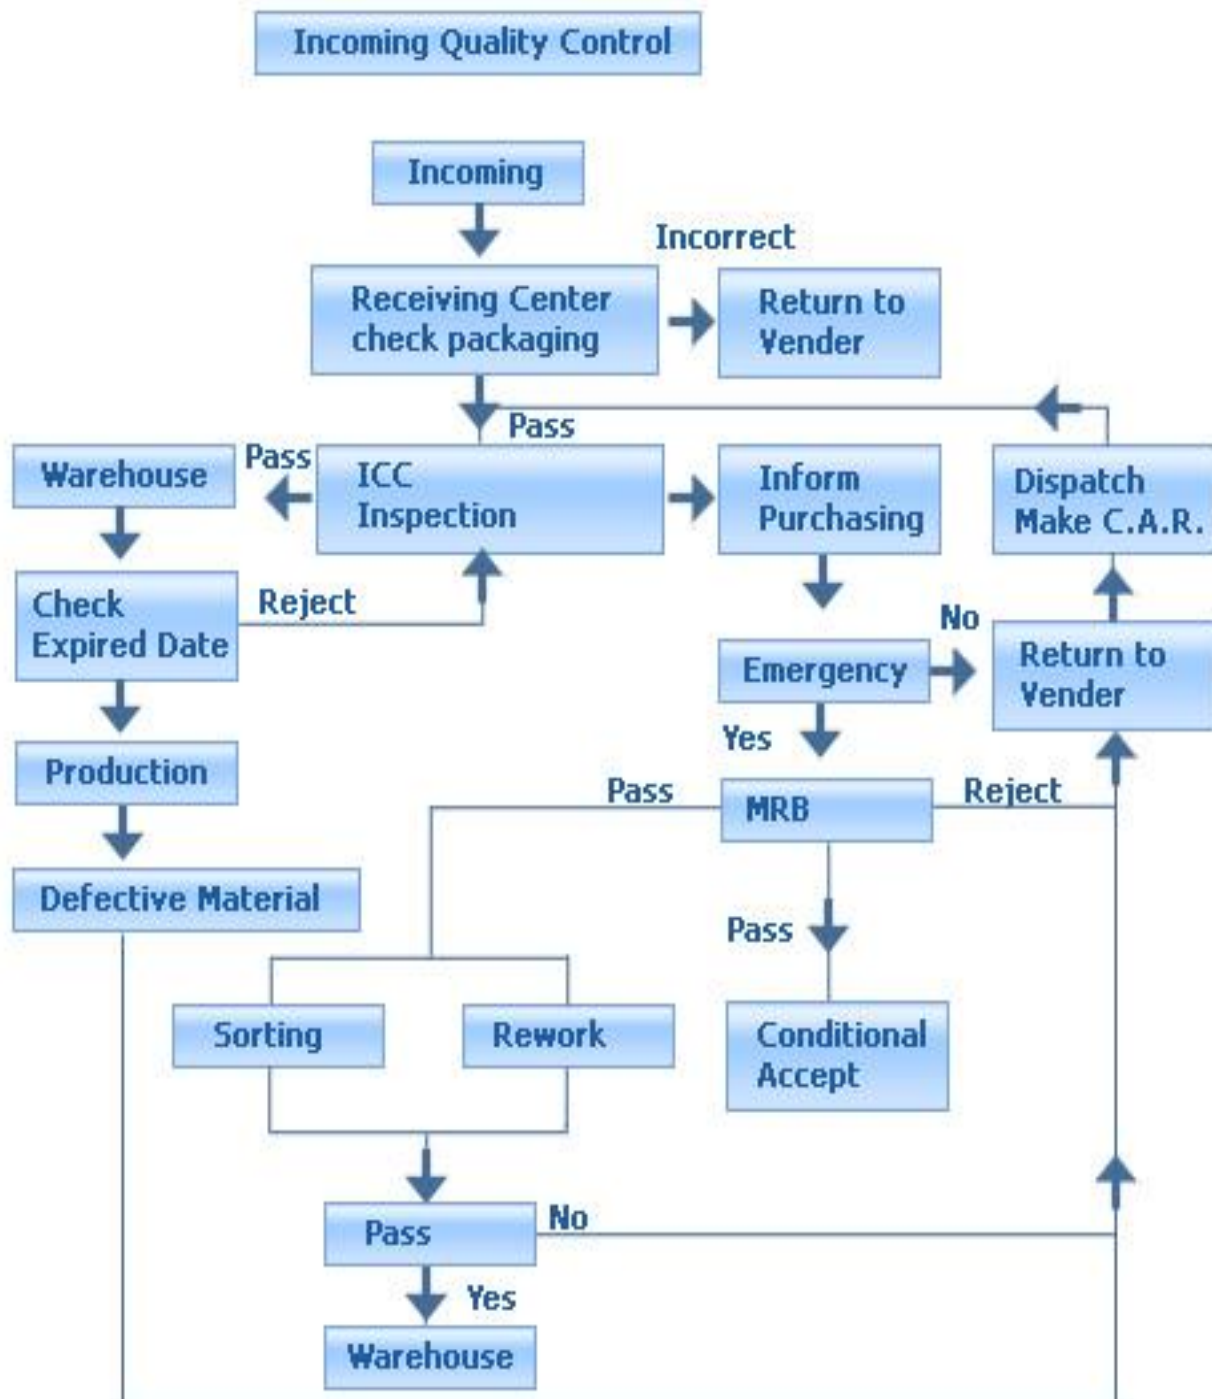 Incoming Quality Control
Incoming
Incorrect
Receiving Center
check packaging
Return to
Vender
Pass
Warehouse
Pass
ICC
Inspection
Inform
Purchasing
Dispatch
Make C.A.R.
Check
Expired Date
Reject
No
Emergency
Return to
Vender
Yes
Production
Pass
MRB
Reject
Defective Material
Pass
Sorting
Rework
Conditional
Accept
Pass
No
Yes
Warehouse